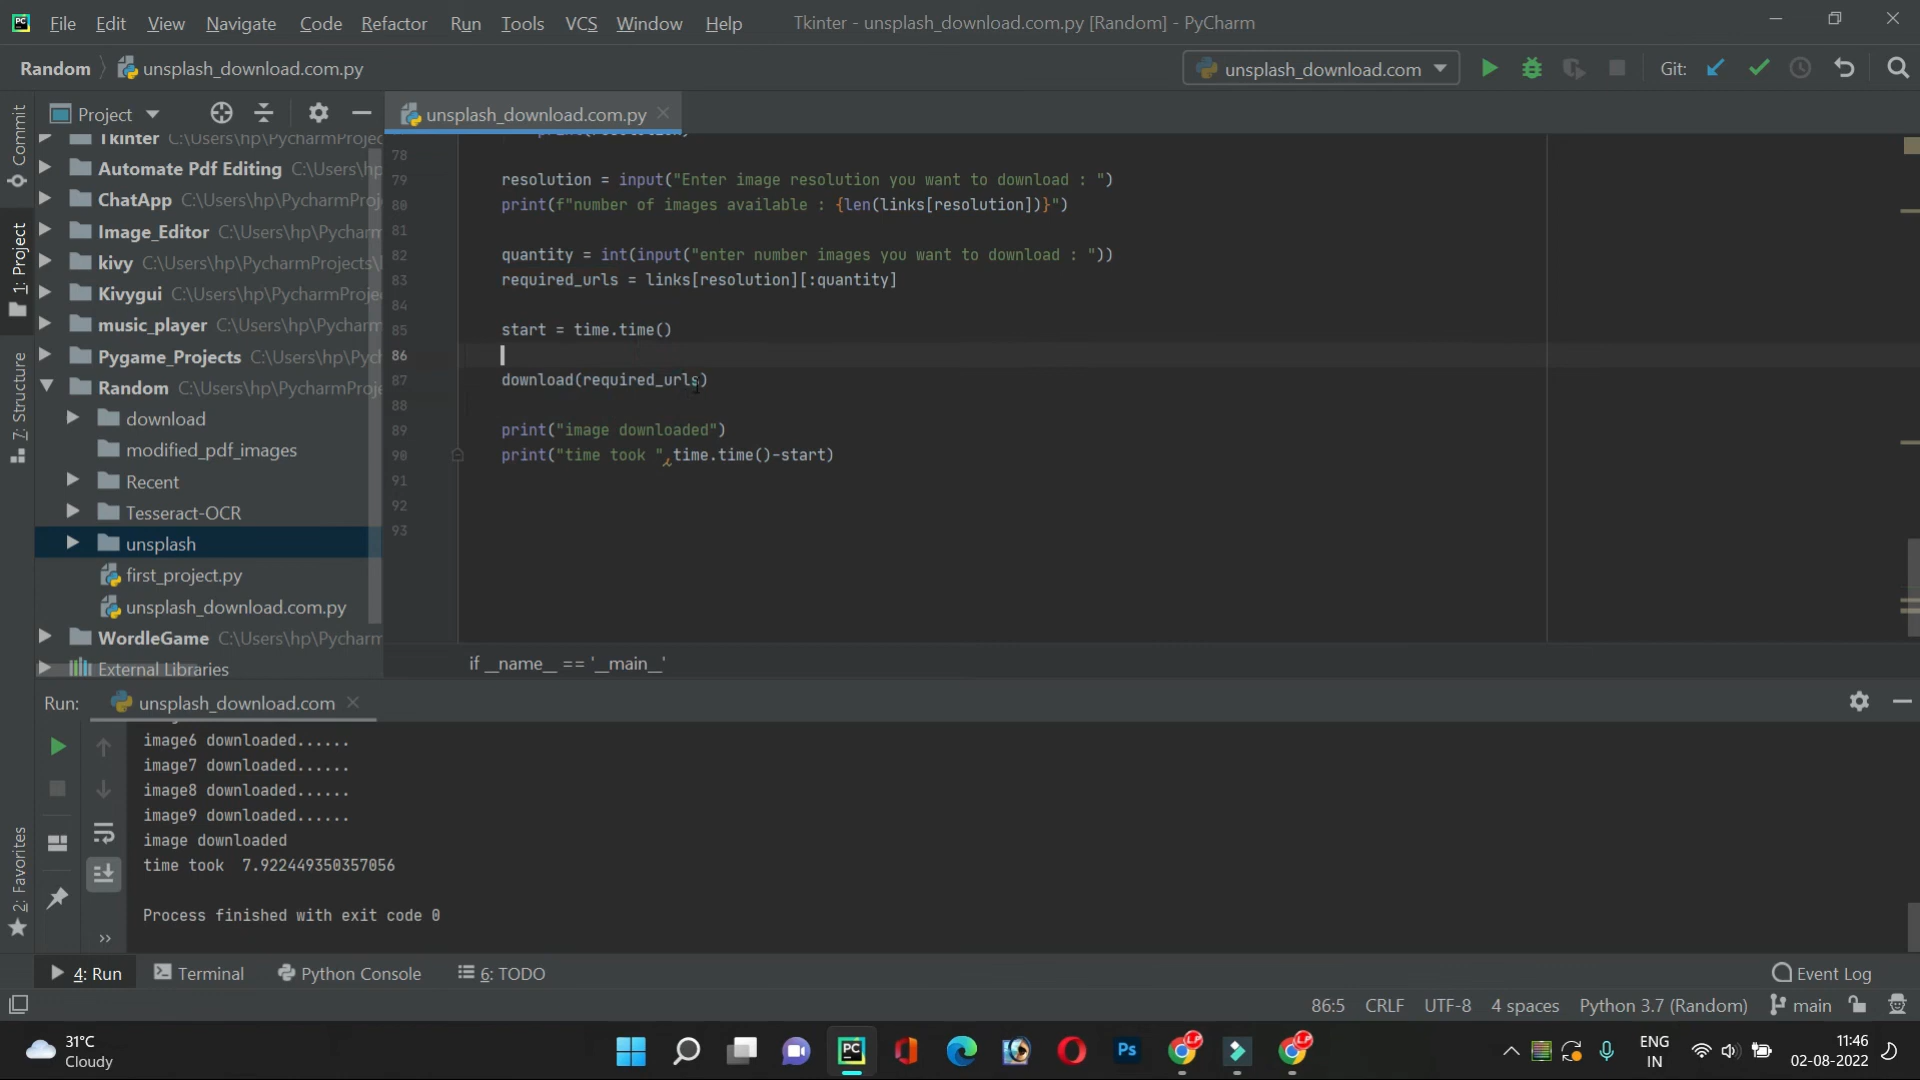 File Edit View Navigate Code Refactor Run Tools VCS Window Help Tkinter - unsplash_download.com.py [Random] - PyCharm
Random unsplash_download.com.py unsplash_download.com Git:
Project unsplash_download.com.py
Commit
1: Project
7: Structure
2: Favorites
Tkinter C:\Users\hp\PycharmProjec
Automate Pdf Editing C:\Users\hp
ChatApp C:\Users\hp\PycharmProj
Image_Editor C:\Users\hp\Pycharm
kivy C:\Users\hp\PycharmProjects\
Kivygui C:\Users\hp\PycharmProje
music_player C:\Users\hp\Pycharm
Pygame_Projects C:\Users\hp\Pyc
Random C:\Users\hp\PycharmProj
download
modified_pdf_images
Recent
Tesseract-OCR
unsplash
first_project.py
unsplash_download.com.py
WordleGame C:\Users\hp\Pycharm
External Libraries
78
79 resolution = input("Enter image resolution you want to download : ")
80 print(f"number of images available : {len(links[resolution])}")
81
82 quantity = int(input("enter number images you want to download : "))
83 required_urls = links[resolution][:quantity]
84
85 start = time.time()
86
87 download(required_urls)
88
89 print("image downloaded")
90 print("time took ",time.time()-start)
91
92
93
if __name__ == '__main__'
Run: unsplash_download.com
image6 downloaded......
image7 downloaded......
image8 downloaded......
image9 downloaded......
image downloaded
time took  7.922449350357056
Process finished with exit code 0
4: Run Terminal Python Console 6: TODO Event Log
86:5 CRLF UTF-8 4 spaces Python 3.7 (Random) main
31°C
Cloudy
ENG
IN
11:46
02-08-2022